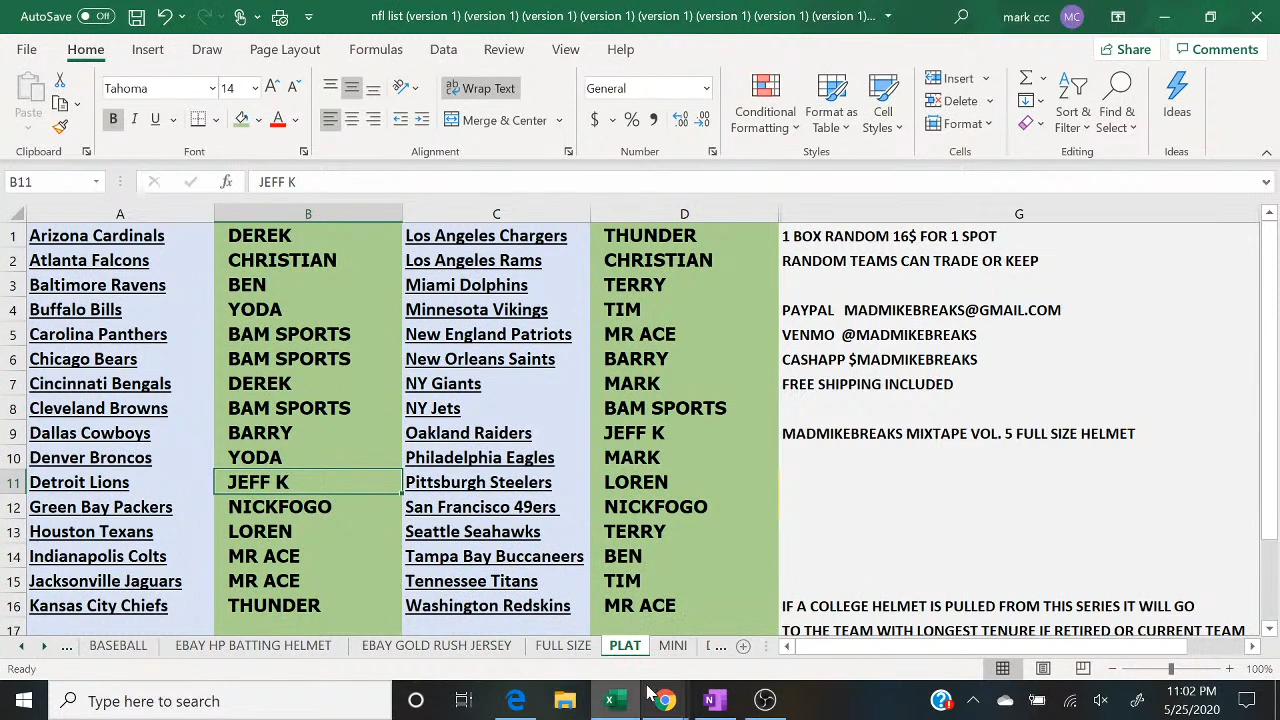 AutoSave Off nfl list (version 1) (version 1) (version 1) (version 1) (version 1) (version 1) (version 1)... mark ccc MC
File Home Insert Draw Page Layout Formulas Data Review View Help Share Comments
Paste
Tahoma 14
B I U
Wrap Text
Merge & Center
General
$ %
Conditional Formatting
Format as Table
Cell Styles
Insert
Delete
Format
Sort & Filter
Find & Select
Ideas
Clipboard Font Alignment Number Styles Cells Editing Ideas
B11 fx JEFF K
A B C D G
1 Arizona Cardinals DEREK Los Angeles Chargers THUNDER 1 BOX RANDOM 16$ FOR 1 SPOT
2 Atlanta Falcons CHRISTIAN Los Angeles Rams CHRISTIAN RANDOM TEAMS CAN TRADE OR KEEP
3 Baltimore Ravens BEN Miami Dolphins TERRY
4 Buffalo Bills YODA Minnesota Vikings TIM PAYPAL MADMIKEBREAKS@GMAIL.COM
5 Carolina Panthers BAM SPORTS New England Patriots MR ACE VENMO @MADMIKEBREAKS
6 Chicago Bears BAM SPORTS New Orleans Saints BARRY CASHAPP $MADMIKEBREAKS
7 Cincinnati Bengals DEREK NY Giants MARK FREE SHIPPING INCLUDED
8 Cleveland Browns BAM SPORTS NY Jets BAM SPORTS
9 Dallas Cowboys BARRY Oakland Raiders JEFF K MADMIKEBREAKS MIXTAPE VOL. 5 FULL SIZE HELMET
10 Denver Broncos YODA Philadelphia Eagles MARK
11 Detroit Lions JEFF K Pittsburgh Steelers LOREN
12 Green Bay Packers NICKFOGO San Francisco 49ers NICKFOGO
13 Houston Texans LOREN Seattle Seahawks TERRY
14 Indianapolis Colts MR ACE Tampa Bay Buccaneers BEN
15 Jacksonville Jaguars MR ACE Tennessee Titans TIM
16 Kansas City Chiefs THUNDER Washington Redskins MR ACE IF A COLLEGE HELMET IS PULLED FROM THIS SERIES IT WILL GO
17 TO THE TEAM WITH LONGEST TENURE IF RETIRED OR CURRENT TEAM
... BASEBALL EBAY HP BATTING HELMET EBAY GOLD RUSH JERSEY FULL SIZE PLAT MINI D ...
Ready 100%
Type here to search
11:02 PM
5/25/2020